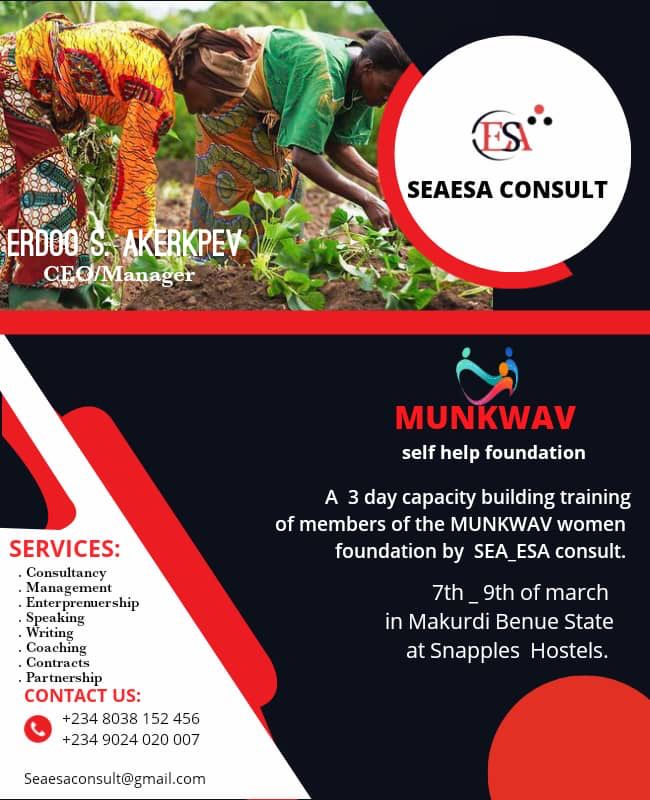 ESA
SEAESA CONSULT
ERDOO S. AKERKPEV
CEO/Manager
MUNKWAV
self help foundation
A 3 day capacity building training
of members of the MUNKWAV women
foundation by SEA_ESA consult.
7th _ 9th of march
in Makurdi Benue State
at Snapples Hostels.
SERVICES:
. Consultancy
. Management
. Enterprenuership
. Speaking
. Writing
. Coaching
. Contracts
. Partnership
CONTACT US:
+234 8038 152 456
+234 9024 020 007
Seaesaconsult@gmail.com